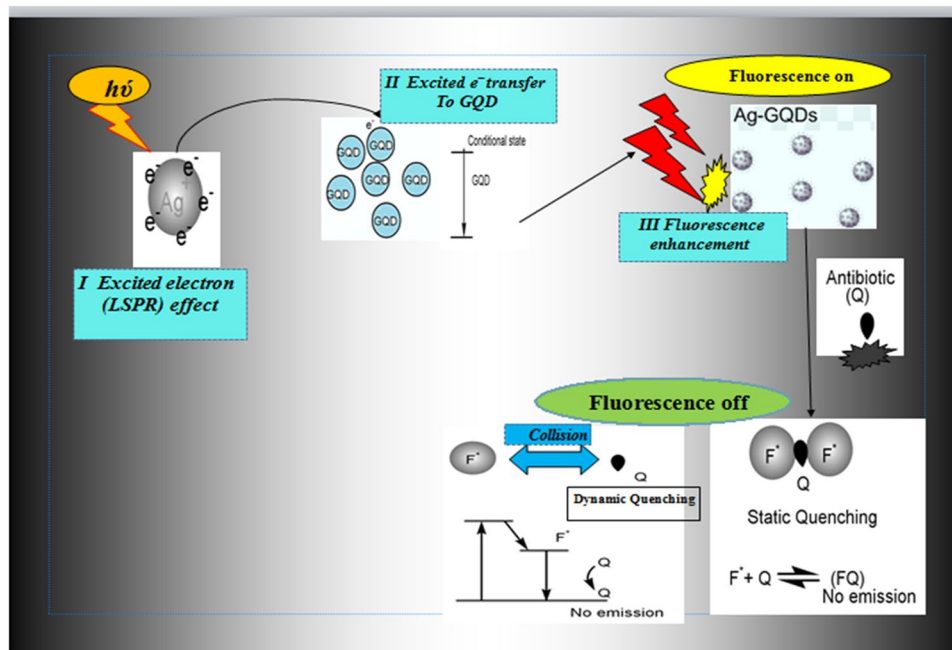 hύ
e⁻
e⁻
e⁻
e⁻
e⁻
Ag⁺
I Excited electron
(LSPR) effect
II Excited e⁻ transfer
To GQD
e⁻
GQD
GQD
GQD
GQD
GQD
GQD
Conditional state
GQD
Fluorescence on
Ag-GQDs
III Fluorescence
enhancement
Antibiotic
(Q)
Fluorescence off
Collision
F*
Q
Dynamic Quenching
F*
Q
Q
No emission
F*
F*
Q
Static Quenching
F*+ Q ⇌ (FQ)
No emission